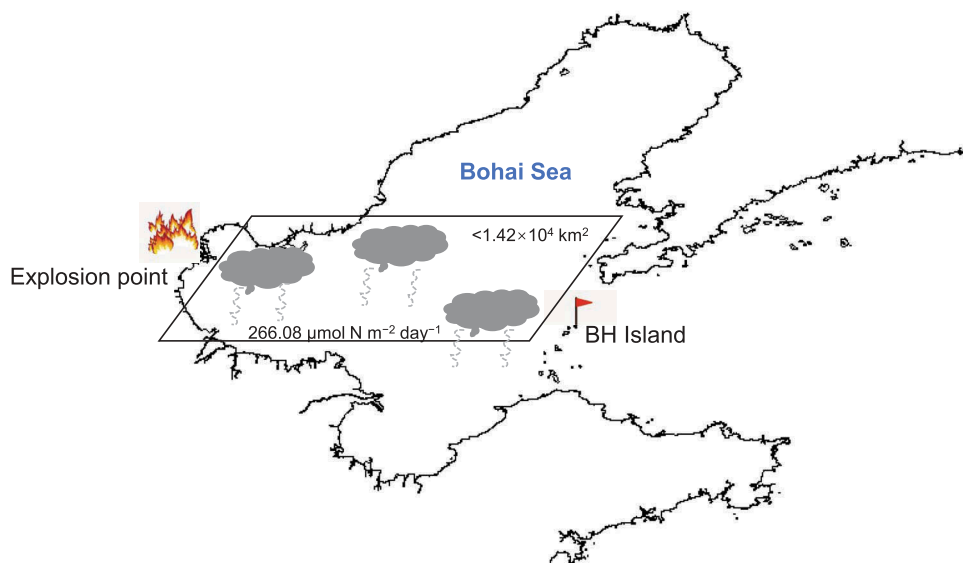 Bohai Sea
<1.42×10⁴ km²
Explosion point
266.08 µmol N m⁻² day⁻¹
BH Island